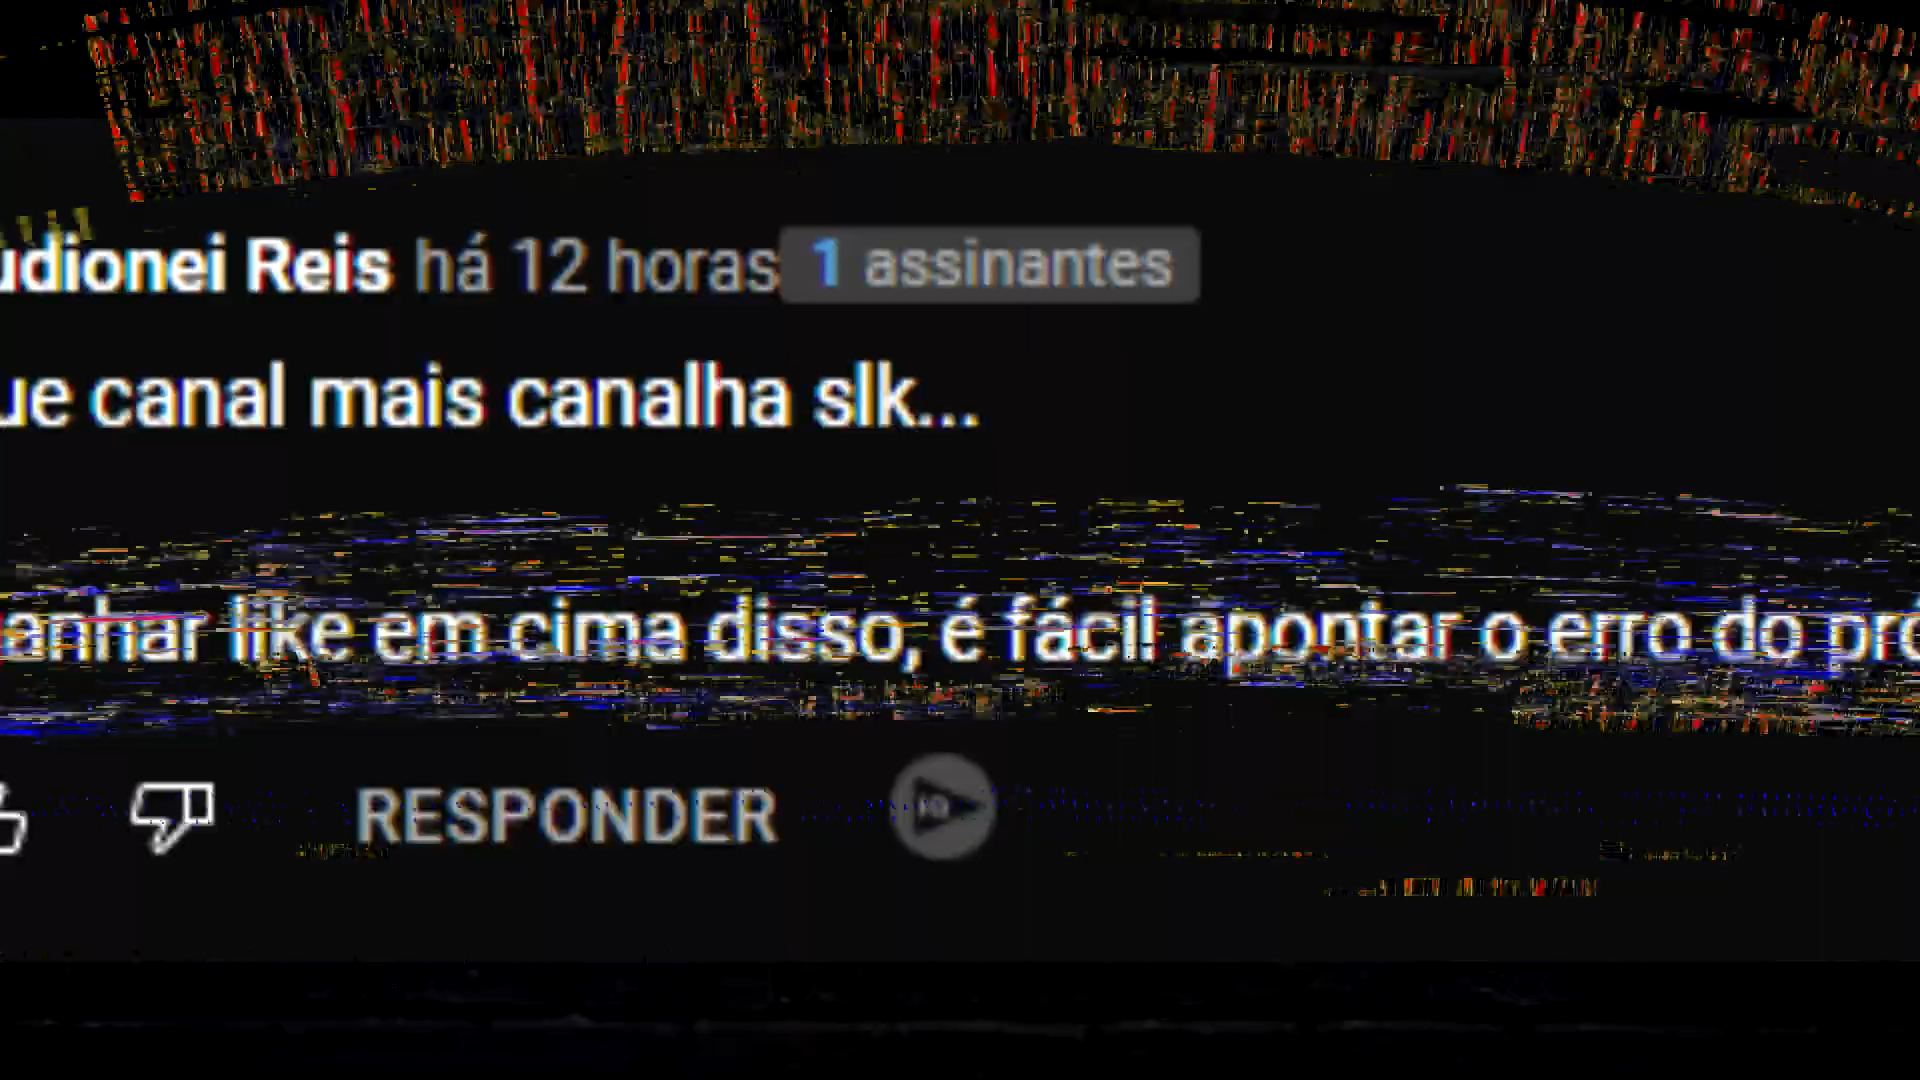 udionei Reis há 12 horas 1 assinantes
ue canal mais canalha slk...
anhar like em cima disso, é fácil apontar o erro do pró
RESPONDER